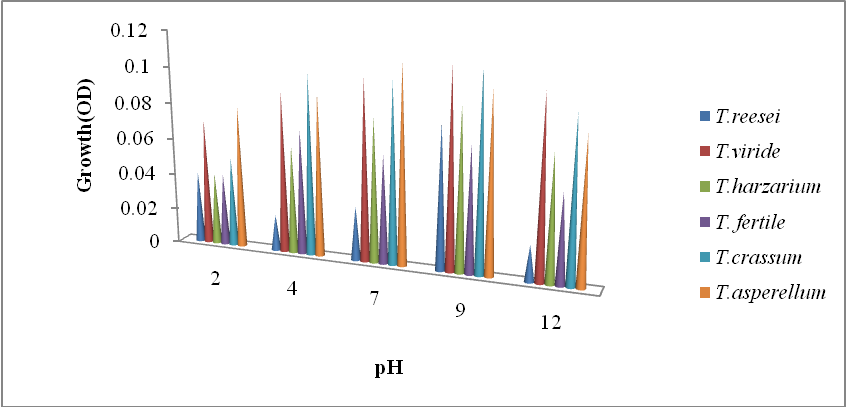 0.12
0.1
0.08
0.06
0.04
0.02
0
Growth(OD)
2
4
7
9
12
pH
T.reesei
T.viride
T.harzarium
T. fertile
T.crassum
T.asperellum